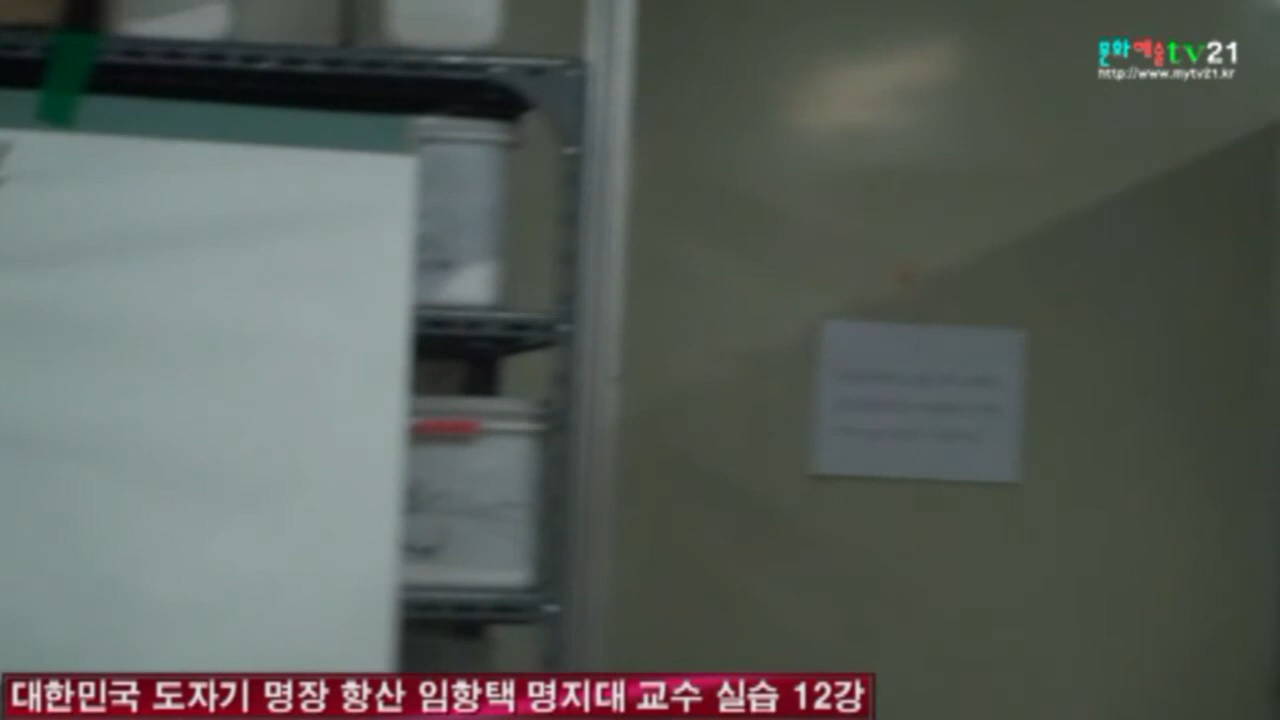 문화예술tv21
http://www.mytv21.kr
대한민국 도자기 명장 항산 임항택 명지대 교수 실습 12강